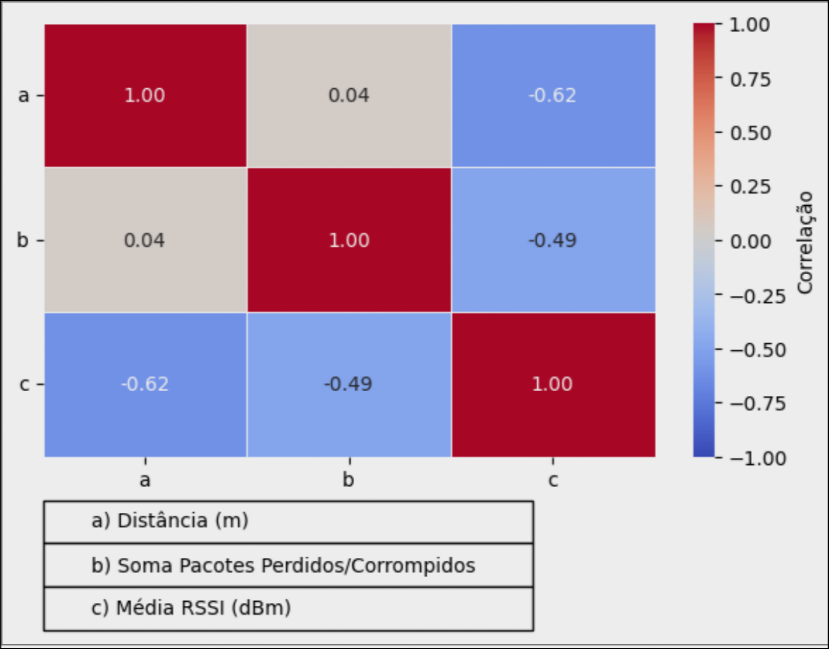 a 1.00 0.04 -0.62
b 0.04 1.00 -0.49
c -0.62 -0.49 1.00
a b c
1.00
0.75
0.50
0.25
0.00
−0.25
−0.50
−0.75
−1.00
Correlação
a) Distância (m)
b) Soma Pacotes Perdidos/Corrompidos
c) Média RSSI (dBm)